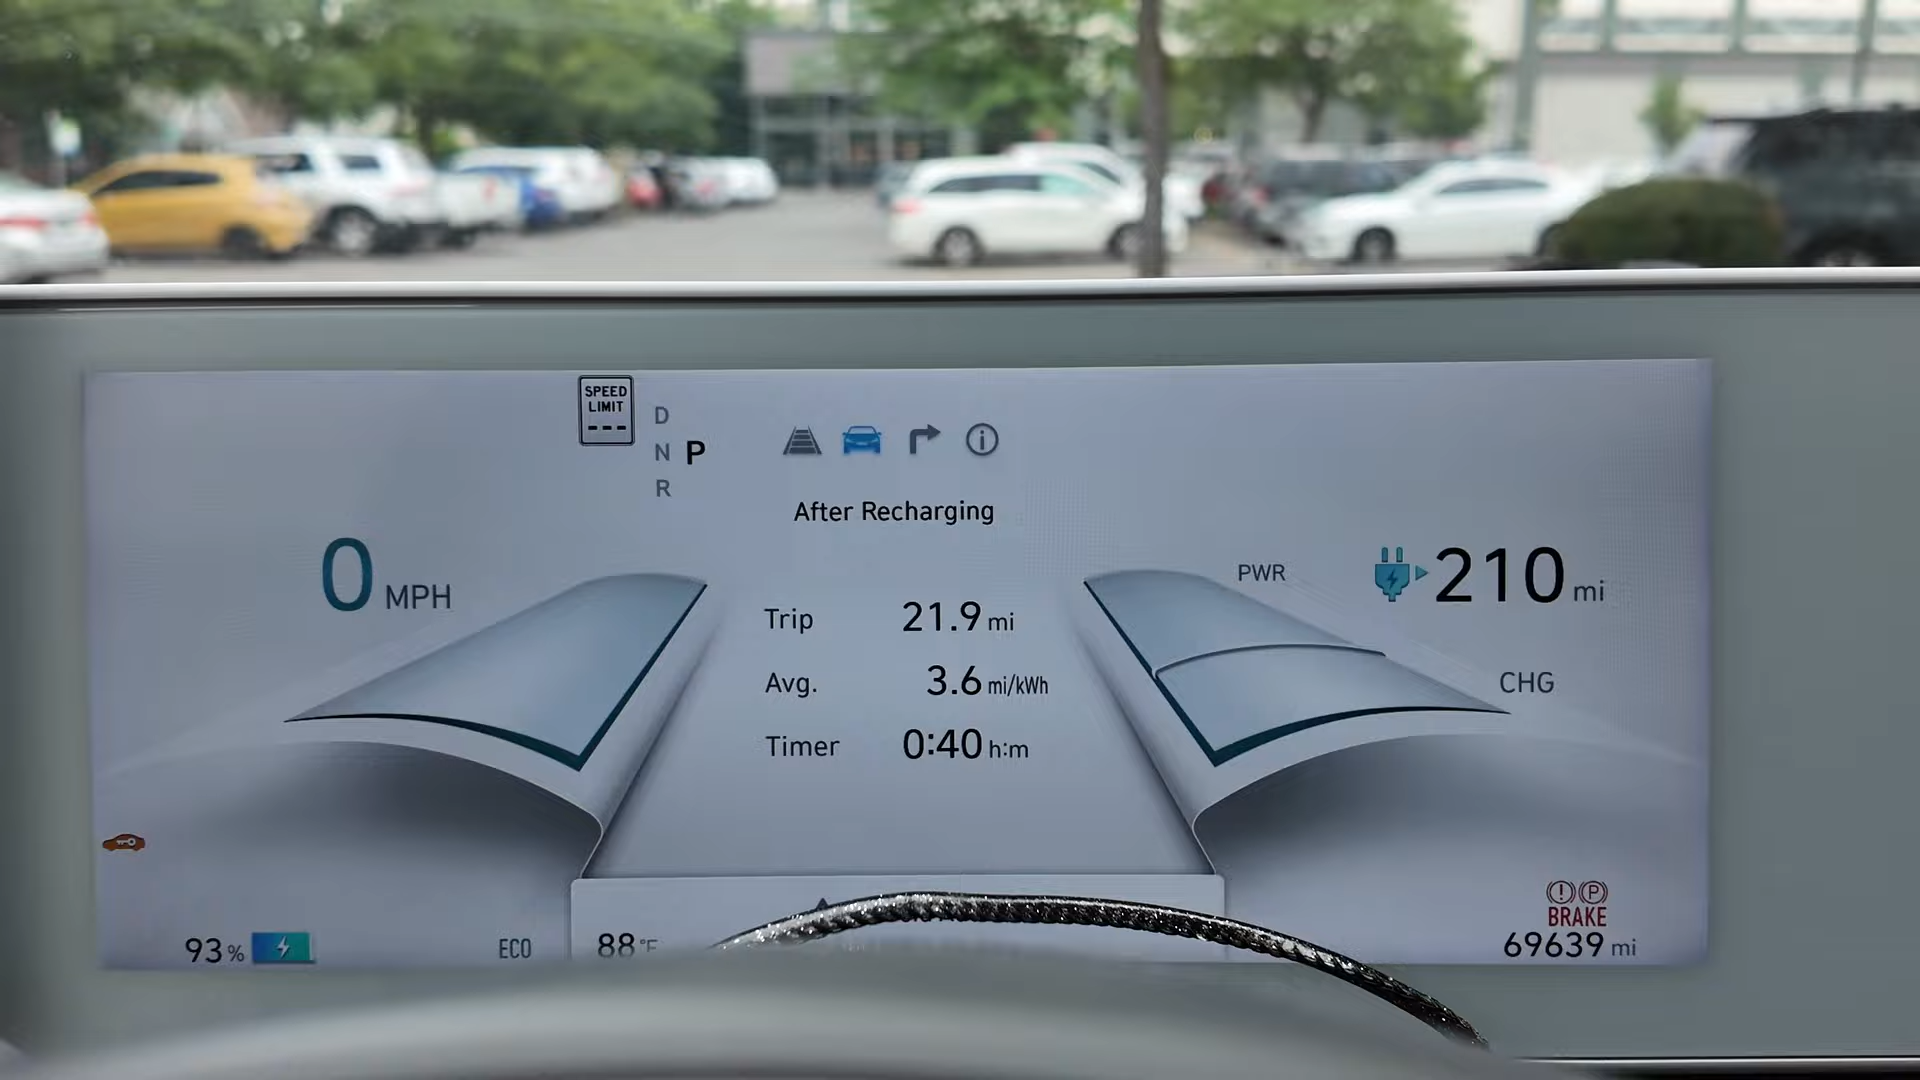 SPEED
LIMIT
---
D
N P
R
After Recharging
0 MPH
PWR
210 mi
Trip 21.9 mi
Avg. 3.6 mi/kWh
CHG
Timer 0:40 h:m
P
BRAKE
93 %
ECO
88 °F
69639 mi